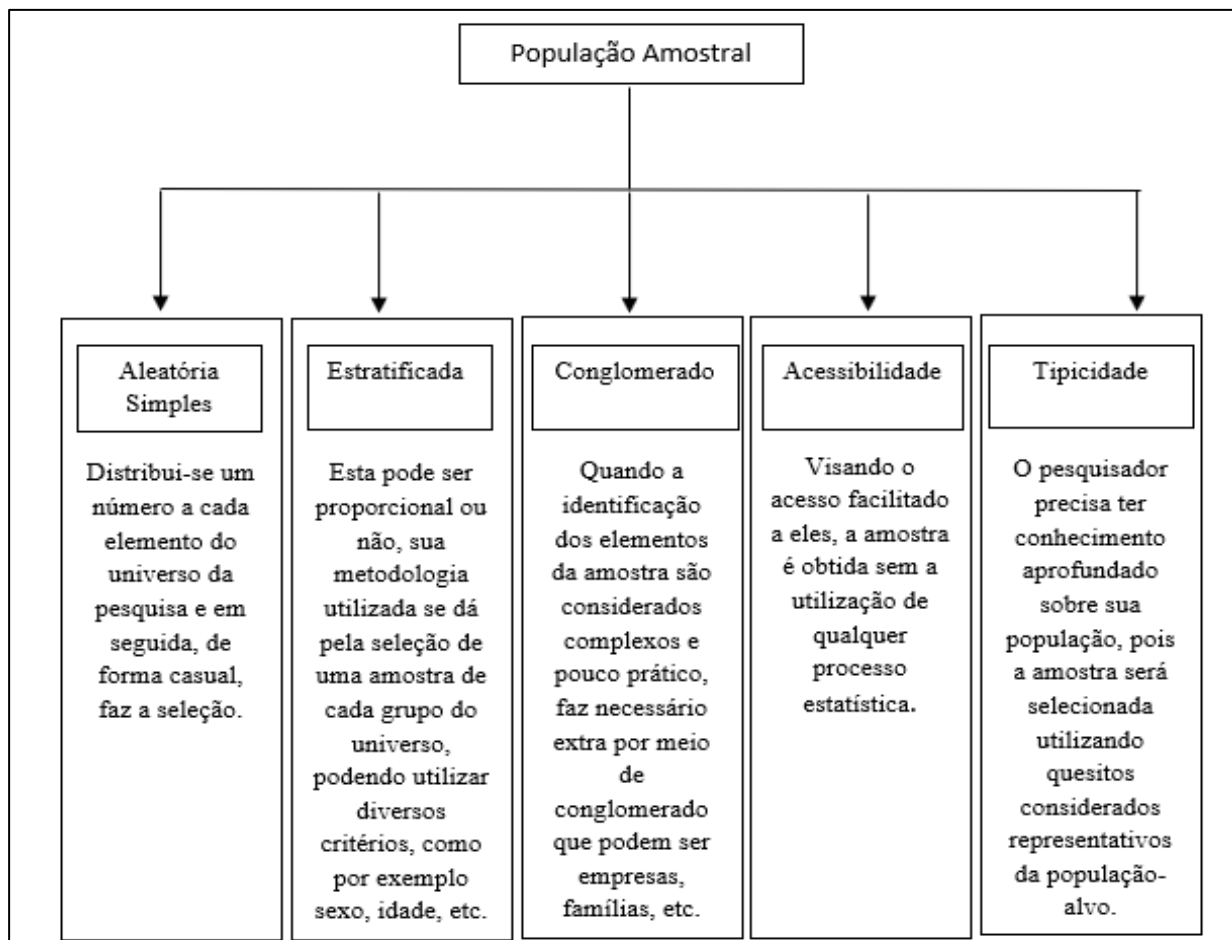 População Amostral
Aleatória
Simples
Distribui-se um
número a cada
elemento do
universo da
pesquisa e em
seguida, de
forma casual,
faz a seleção.
Estratificada
Esta pode ser
proporcional ou
não, sua
metodologia
utilizada se dá
pela seleção de
uma amostra de
cada grupo do
universo,
podendo utilizar
diversos
critérios, como
por exemplo
sexo, idade, etc.
Conglomerado
Quando a
identificação
dos elementos
da amostra são
considerados
complexos e
pouco prático,
faz necessário
extra por meio
de
conglomerado
que podem ser
empresas,
famílias, etc.
Acessibilidade
Visando o
acesso facilitado
a eles, a amostra
é obtida sem a
utilização de
qualquer
processo
estatística.
Tipicidade
O pesquisador
precisa ter
conhecimento
aprofundado
sobre sua
população, pois
a amostra será
selecionada
utilizando
quesitos
considerados
representativos
da população-
alvo.